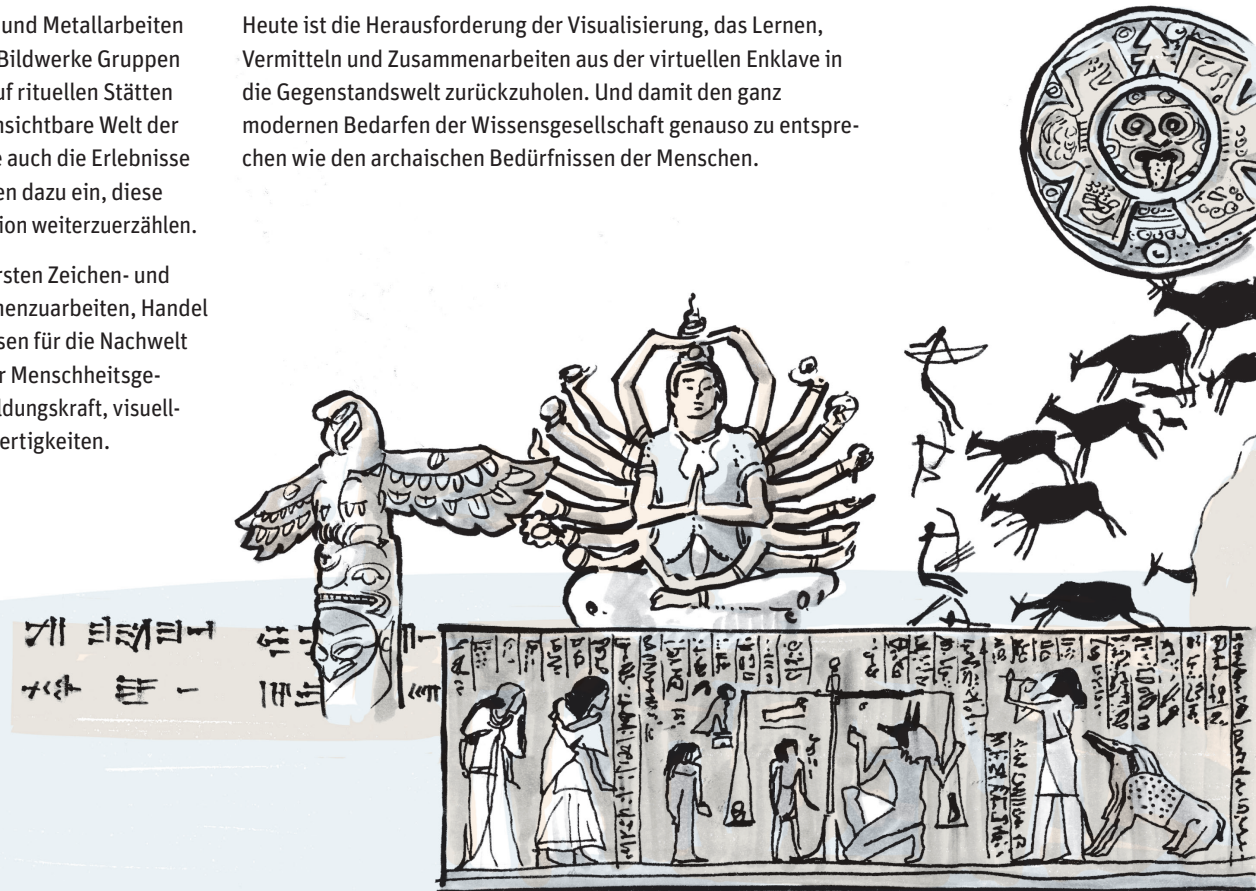 und Metallarbeiten
Bildwerke Gruppen
uf rituellen Stätten
nsichtbare Welt der
e auch die Erlebnisse
en dazu ein, diese
ion weiterzuerzählen.
rsten Zeichen- und
menzuarbeiten, Handel
sen für die Nachwelt
r Menschheitsge-
ldungskraft, visuell-
ertigkeiten.
Heute ist die Herausforderung der Visualisierung, das Lernen,
Vermitteln und Zusammenarbeiten aus der virtuellen Enklave in
die Gegenstandswelt zurückzuholen. Und damit den ganz
modernen Bedarfen der Wissensgesellschaft genauso zu entspre-
chen wie den archaischen Bedürfnissen der Menschen.